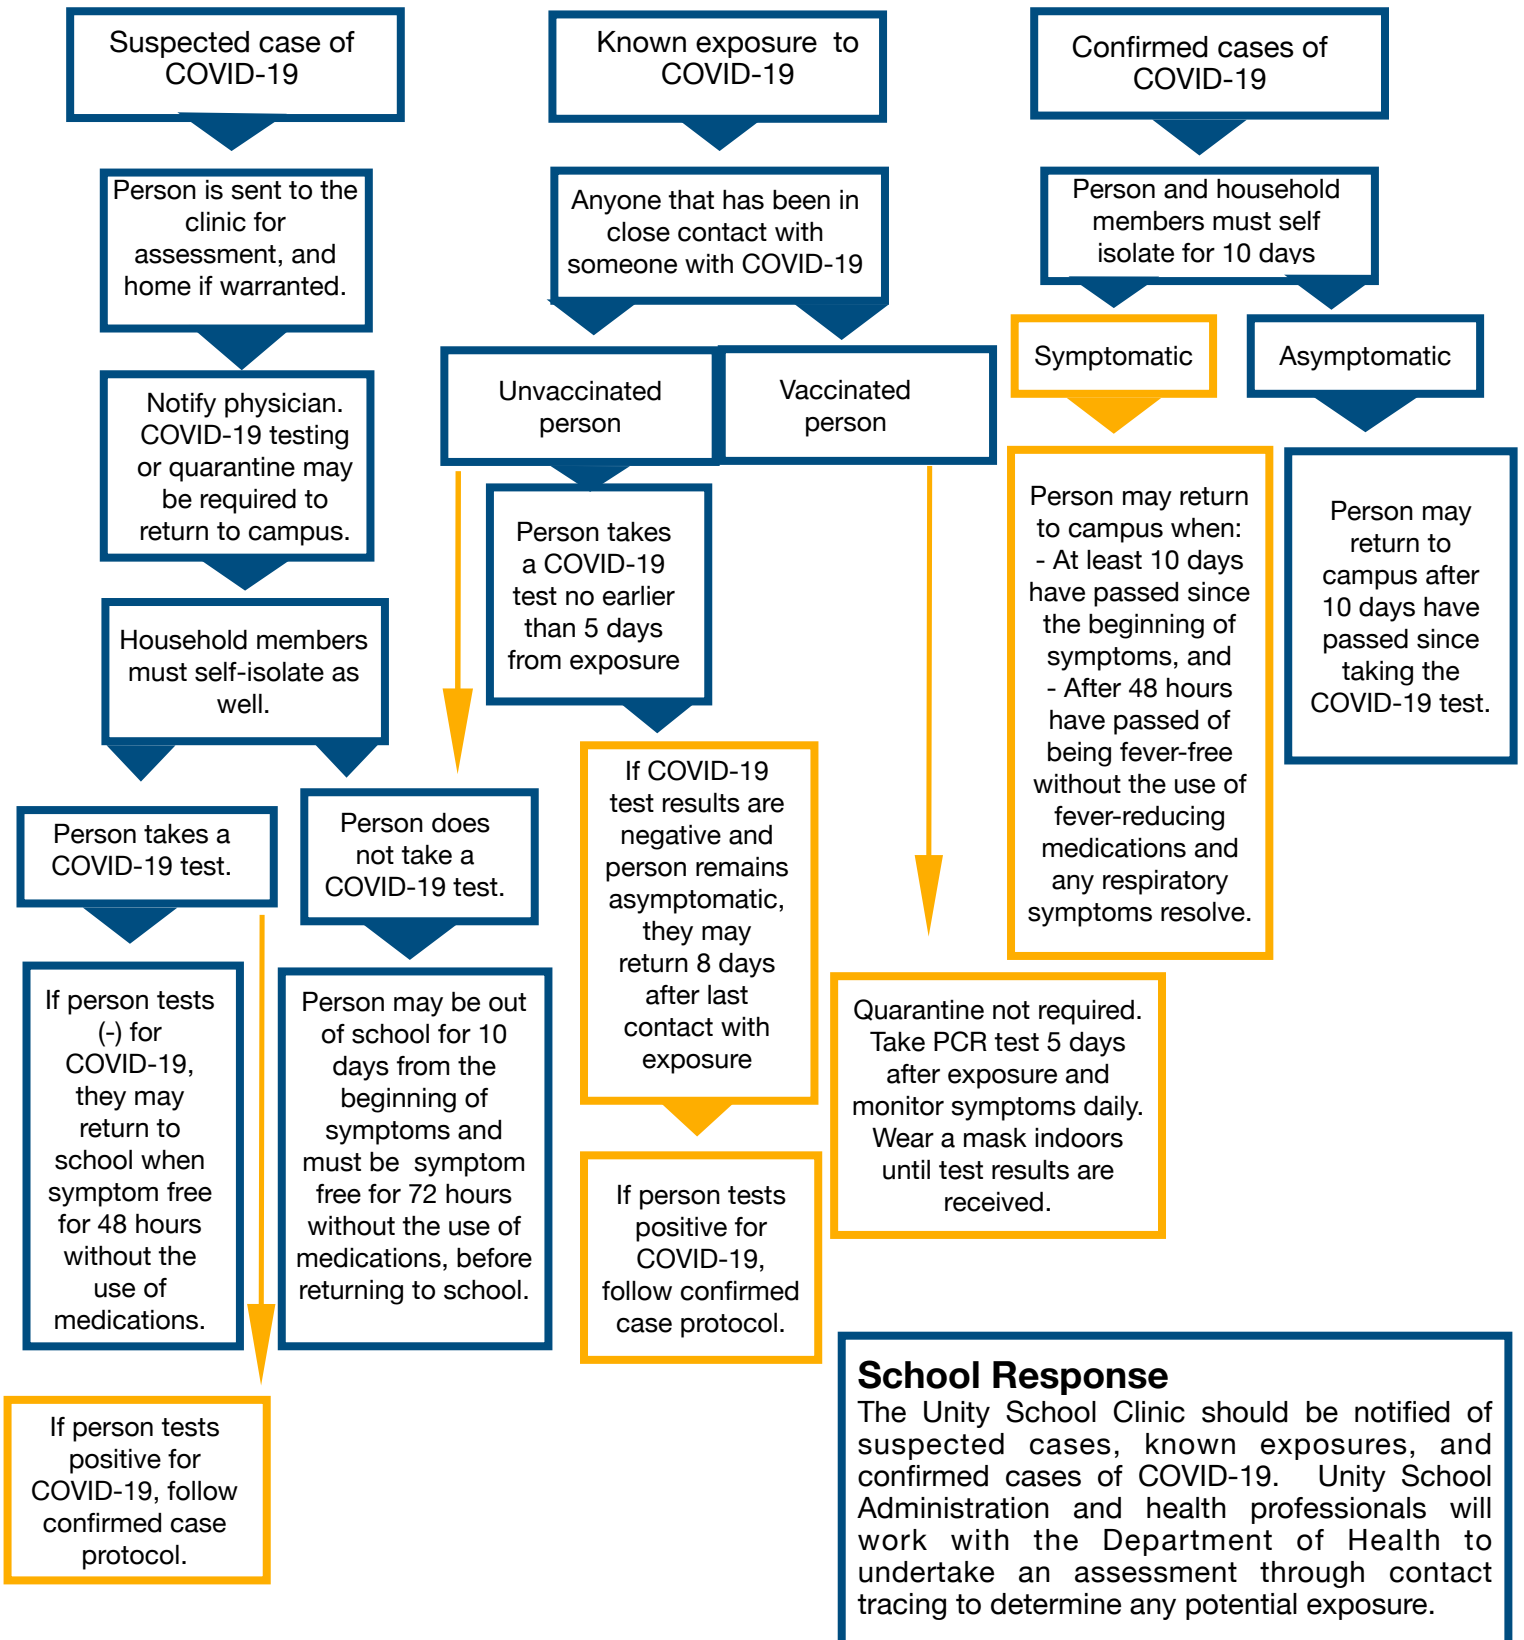 Suspected case of
COVID-19
Person is sent to the
clinic for
assessment, and
home if warranted.
Notify physician.
COVID-19 testing
or quarantine may
be required to
return to campus.
Household members
must self-isolate as
well.
Person takes a
COVID-19 test.
If person tests
(-) for
COVID-19,
they may
return to
school when
symptom free
for 48 hours
without the
use of
medications.
If person tests
positive for
COVID-19, follow
confirmed case
protocol.
Person does
not take a
COVID-19 test.
Person may be out
of school for 10
days from the
beginning of
symptoms and
must be  symptom
free for 72 hours
without the use of
medications, before
returning to school.
Known exposure  to
COVID-19
Anyone that has been in
close contact with
someone with COVID-19
Unvaccinated
person
Person takes
a COVID-19
test no earlier
than 5 days
from exposure
If COVID-19
test results are
negative and
person remains
asymptomatic,
they may
return 8 days
after last
contact with
exposure
If person tests
positive for
COVID-19,
follow confirmed
case protocol.
Vaccinated
person
Quarantine not required.
Take PCR test 5 days
after exposure and
monitor symptoms daily.
Wear a mask indoors
until test results are
received.
Confirmed cases of
COVID-19
Person and household
members must self
isolate for 10 days
Symptomatic
Person may return
to campus when:
- At least 10 days
have passed since
the beginning of
symptoms, and
- After 48 hours
have passed of
being fever-free
without the use of
fever-reducing
medications and
any respiratory
symptoms resolve.
Asymptomatic
Person may
return to
campus after
10 days have
passed since
taking the
COVID-19 test.
School Response
The Unity School Clinic should be notified of
suspected cases, known exposures, and
confirmed cases of COVID-19.  Unity School
Administration and health professionals will
work with the Department of Health to
undertake an assessment through contact
tracing to determine any potential exposure.